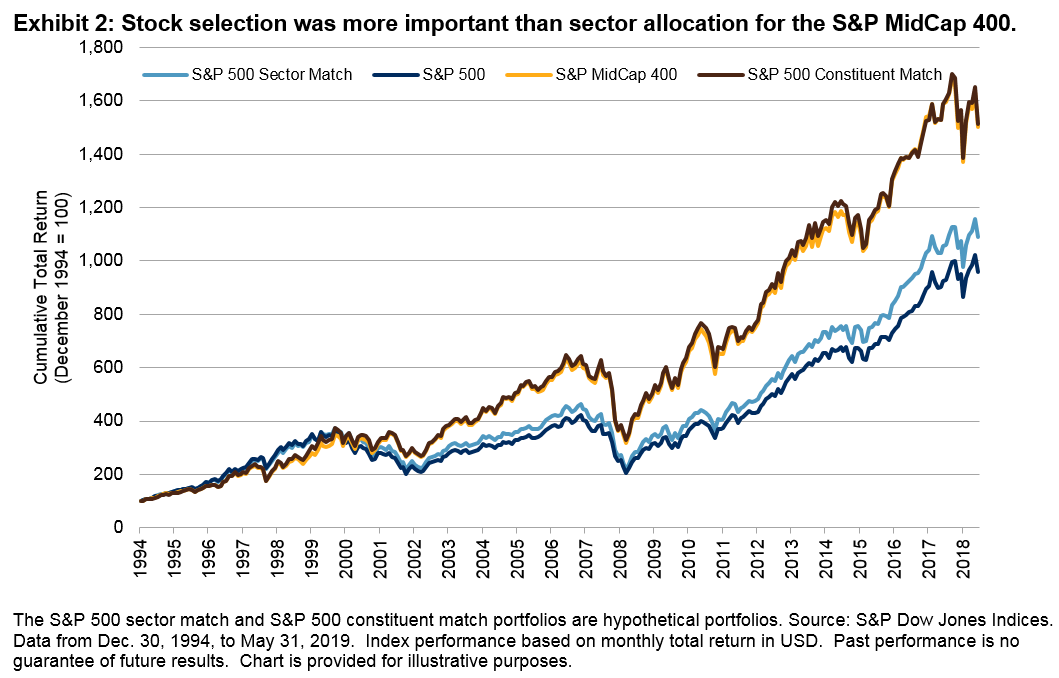 Exhibit 2: Stock selection was more important than sector allocation for the S&P MidCap 400.
1,800
S&P 500 Sector Match S&P 500 S&P MidCap 400 S&P 500 Constituent Match
1,600
1,400
1,200
1,000
800
600
400
200
0
Cumulative Total Return
(December 1994 = 100)
1994 1995 1996 1997 1998 1999 2000 2001 2002 2003 2004 2005 2006 2007 2008 2009 2010 2011 2012 2013 2014 2015 2016 2017 2018
The S&P 500 sector match and S&P 500 constituent match portfolios are hypothetical portfolios. Source: S&P Dow Jones Indices.
Data from Dec. 30, 1994, to May 31, 2019. Index performance based on monthly total return in USD. Past performance is no
guarantee of future results. Chart is provided for illustrative purposes.